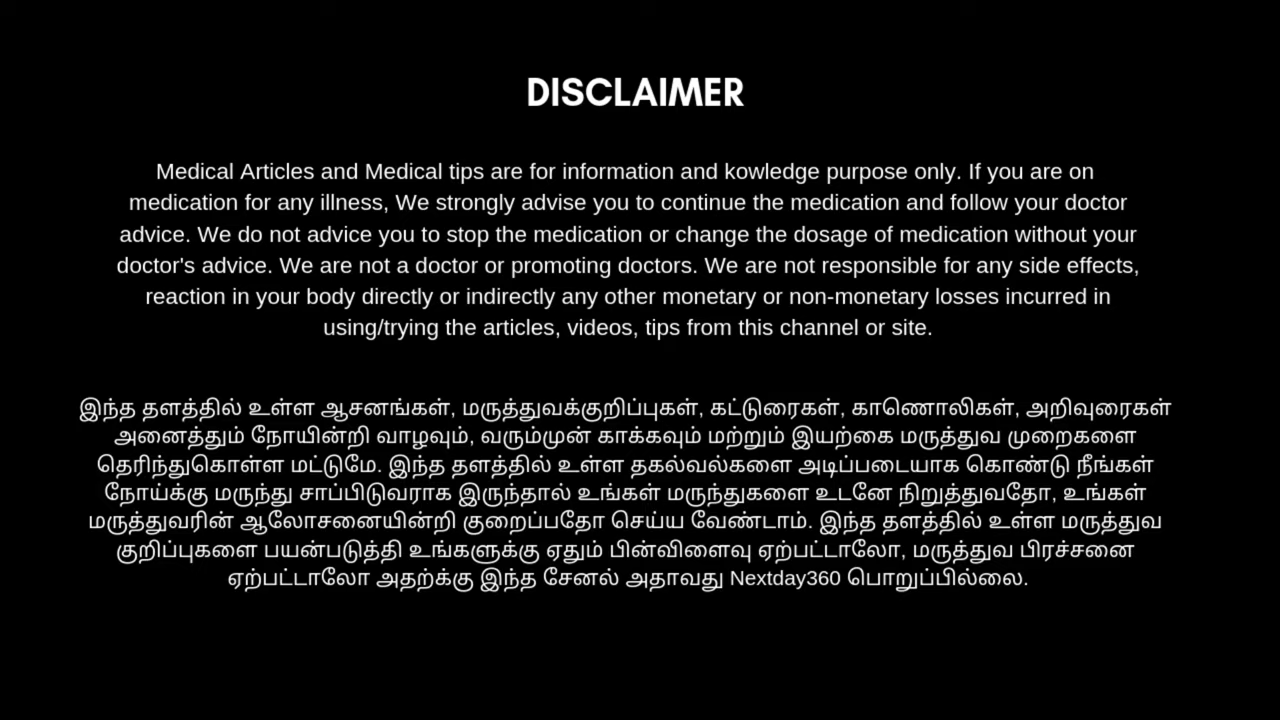 DISCLAIMER
Medical Articles and Medical tips are for information and kowledge purpose only. If you are on
medication for any illness, We strongly advise you to continue the medication and follow your doctor
advice. We do not advice you to stop the medication or change the dosage of medication without your
doctor's advice. We are not a doctor or promoting doctors. We are not responsible for any side effects,
reaction in your body directly or indirectly any other monetary or non-monetary losses incurred in
using/trying the articles, videos, tips from this channel or site.
இந்த தளத்தில் உள்ள ஆசனங்கள், மருத்துவக்குறிப்புகள், கட்டுரைகள், காணொலிகள், அறிவுரைகள்
அனைத்தும் நோயின்றி வாழவும், வரும்முன் காக்கவும் மற்றும் இயற்கை மருத்துவ முறைகளை
தெரிந்துகொள்ள மட்டுமே. இந்த தளத்தில் உள்ள தகல்வல்களை அடிப்படையாக கொண்டு நீங்கள்
நோய்க்கு மருந்து சாப்பிடுவராக இருந்தால் உங்கள் மருந்துகளை உடனே நிறுத்துவதோ, உங்கள்
மருத்துவரின் ஆலோசனையின்றி குறைப்பதோ செய்ய வேண்டாம். இந்த தளத்தில் உள்ள மருத்துவ
குறிப்புகளை பயன்படுத்தி உங்களுக்கு ஏதும் பின்விளைவு ஏற்பட்டாலோ, மருத்துவ பிரச்சனை
ஏற்பட்டாலோ அதற்க்கு இந்த சேனல் அதாவது Nextday360 பொறுப்பில்லை.